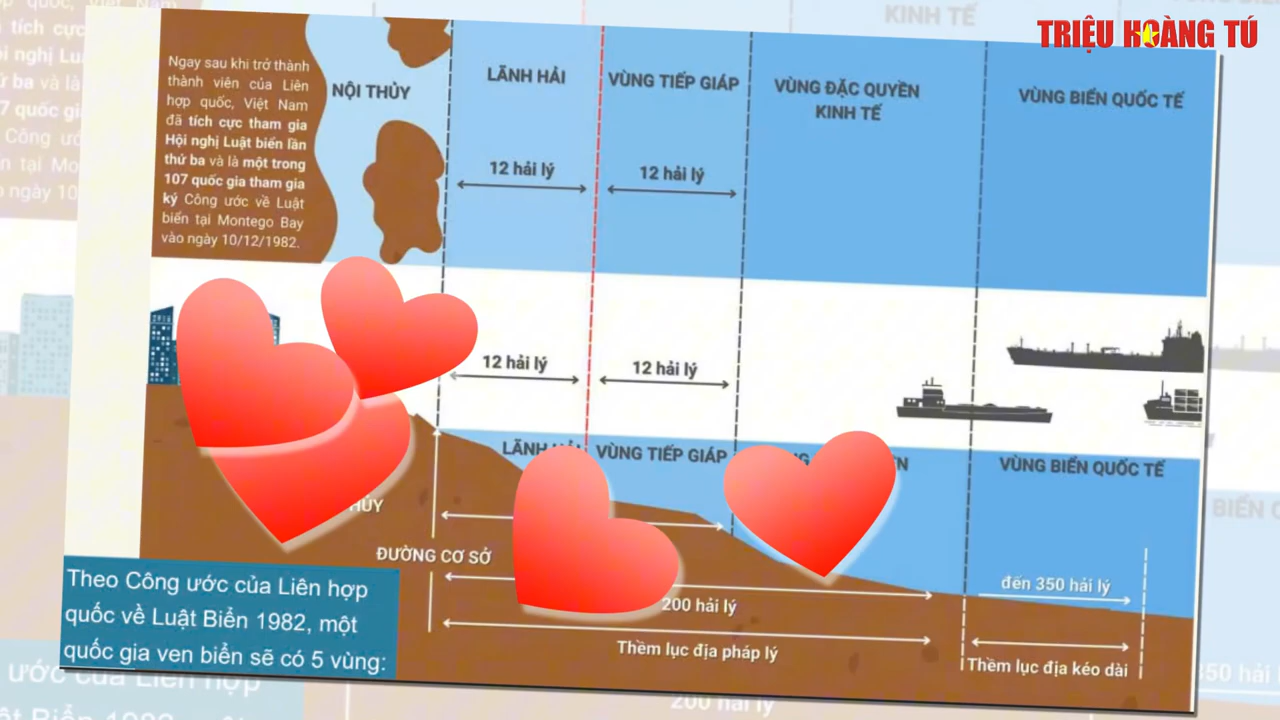 TRIỆU HOÀNG TÚ
Ngay sau khi trở thành
thành viên của Liên
hợp quốc, Việt Nam
đã tích cực tham gia
Hội nghị Luật biển lần
thứ ba và là một trong
107 quốc gia tham gia
ký Công ước về Luật
biển tại Montego Bay
vào ngày 10/12/1982.
NỘI THỦY
LÃNH HẢI
VÙNG TIẾP GIÁP
VÙNG ĐẶC QUYỀN
KINH TẾ
VÙNG BIỂN QUỐC TẾ
12 hải lý
12 hải lý
12 hải lý
12 hải lý
LÃNH
VÙNG TIẾP GIÁP
VÙNG BIỂN QUỐC TẾ
ĐƯỜNG CƠ SỞ
đến 350 hải lý
200 hải lý
Thềm lục địa pháp lý
Thềm lục địa kéo dài
Theo Công ước của Liên hợp
quốc về Luật Biển 1982, một
quốc gia ven biển sẽ có 5 vùng:
KINH TẾ
200 hải lý